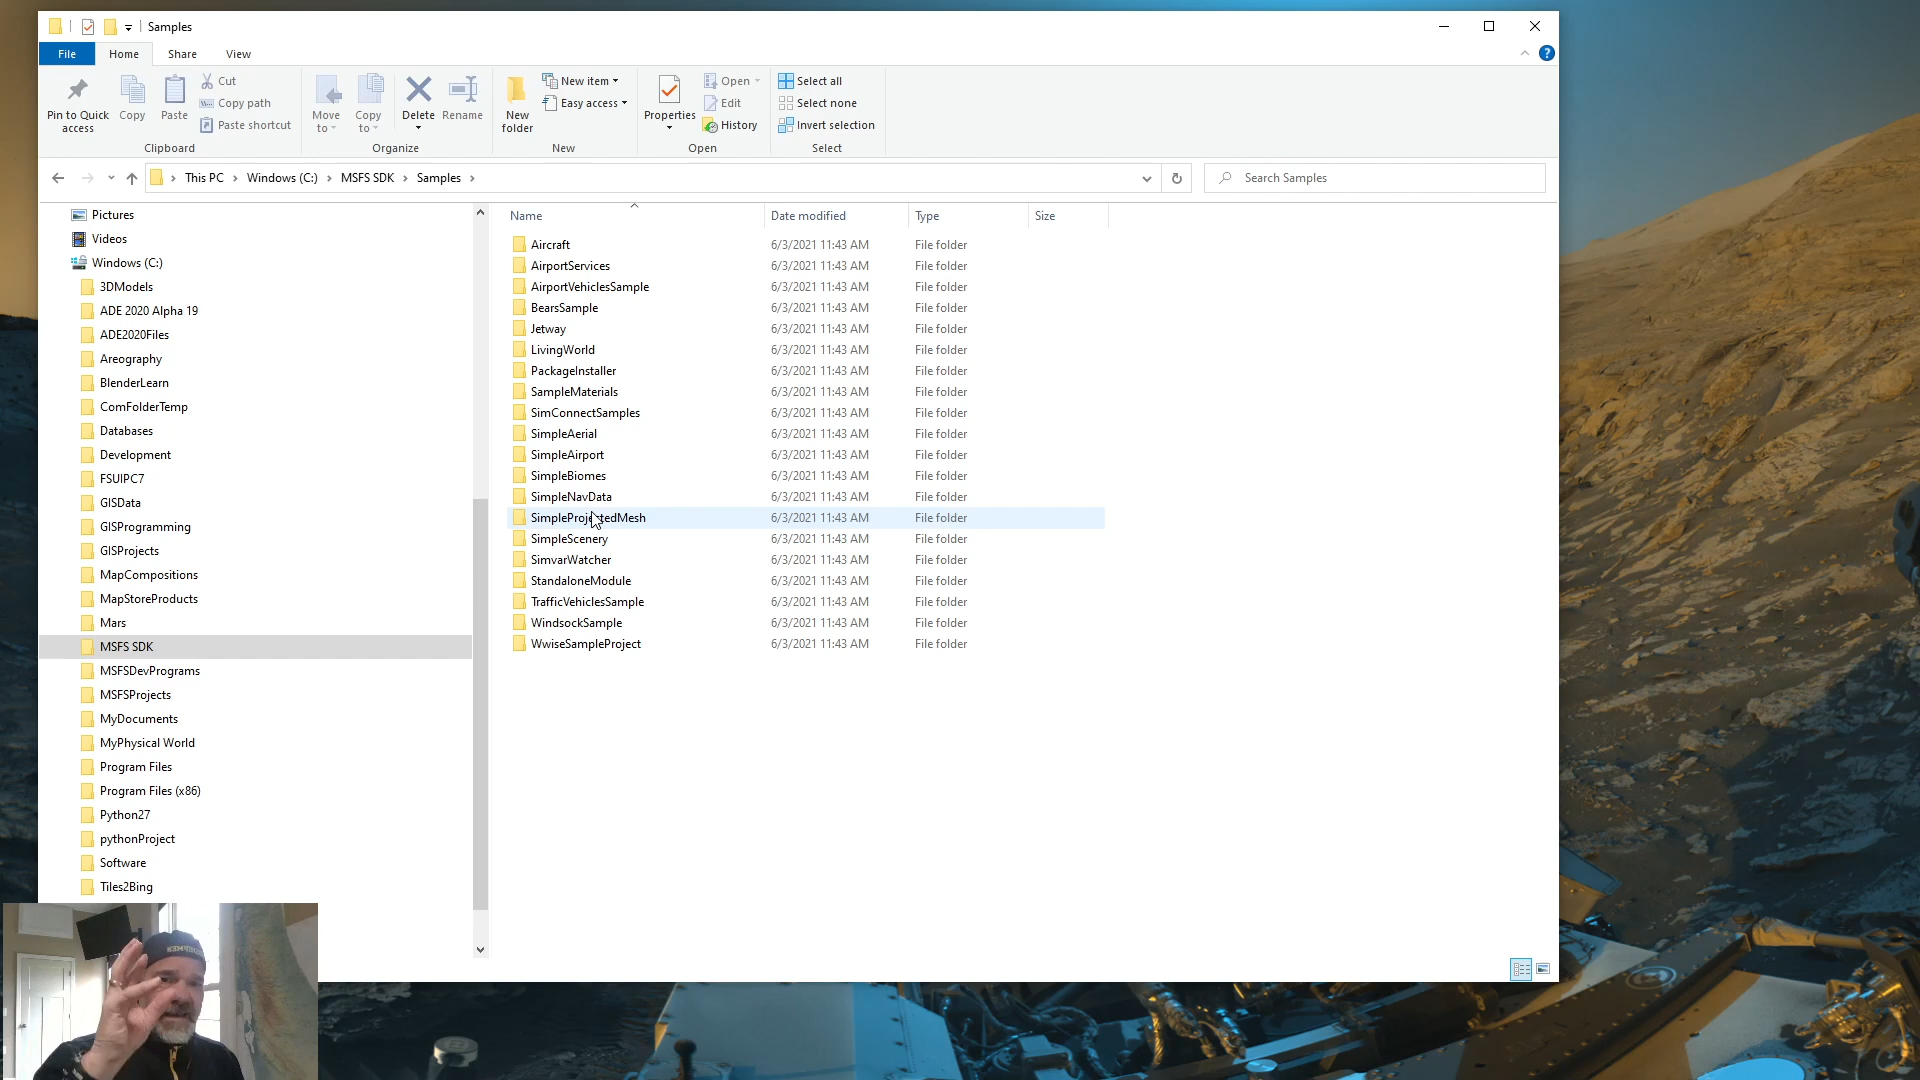 Samples
File
Home
Share
View
Pin to Quick access
Copy
Paste
Cut
Copy path
Paste shortcut
Clipboard
Move to
Copy to
Delete
Rename
Organize
New folder
New item
Easy access
New
Properties
Open
Edit
History
Open
Select all
Select none
Invert selection
Select
This PC
Windows (C:)
MSFS SDK
Samples
Search Samples
Pictures
Videos
Windows (C:)
3DModels
ADE 2020 Alpha 19
ADE2020Files
Areography
BlenderLearn
ComFolderTemp
Databases
Development
FSUIPC7
GISData
GISProgramming
GISProjects
MapCompositions
MapStoreProducts
Mars
MSFS SDK
MSFSDevPrograms
MSFSProjects
MyDocuments
MyPhysical World
Program Files
Program Files (x86)
Python27
pythonProject
Software
Tiles2Bing
Name Date modified Type Size
Aircraft 6/3/2021 11:43 AM File folder
AirportServices 6/3/2021 11:43 AM File folder
AirportVehiclesSample 6/3/2021 11:43 AM File folder
BearsSample 6/3/2021 11:43 AM File folder
Jetway 6/3/2021 11:43 AM File folder
LivingWorld 6/3/2021 11:43 AM File folder
PackageInstaller 6/3/2021 11:43 AM File folder
SampleMaterials 6/3/2021 11:43 AM File folder
SimConnectSamples 6/3/2021 11:43 AM File folder
SimpleAerial 6/3/2021 11:43 AM File folder
SimpleAirport 6/3/2021 11:43 AM File folder
SimpleBiomes 6/3/2021 11:43 AM File folder
SimpleNavData 6/3/2021 11:43 AM File folder
SimpleProjectedMesh 6/3/2021 11:43 AM File folder
SimpleScenery 6/3/2021 11:43 AM File folder
SimvarWatcher 6/3/2021 11:43 AM File folder
StandaloneModule 6/3/2021 11:43 AM File folder
TrafficVehiclesSample 6/3/2021 11:43 AM File folder
WindsockSample 6/3/2021 11:43 AM File folder
WwiseSampleProject 6/3/2021 11:43 AM File folder